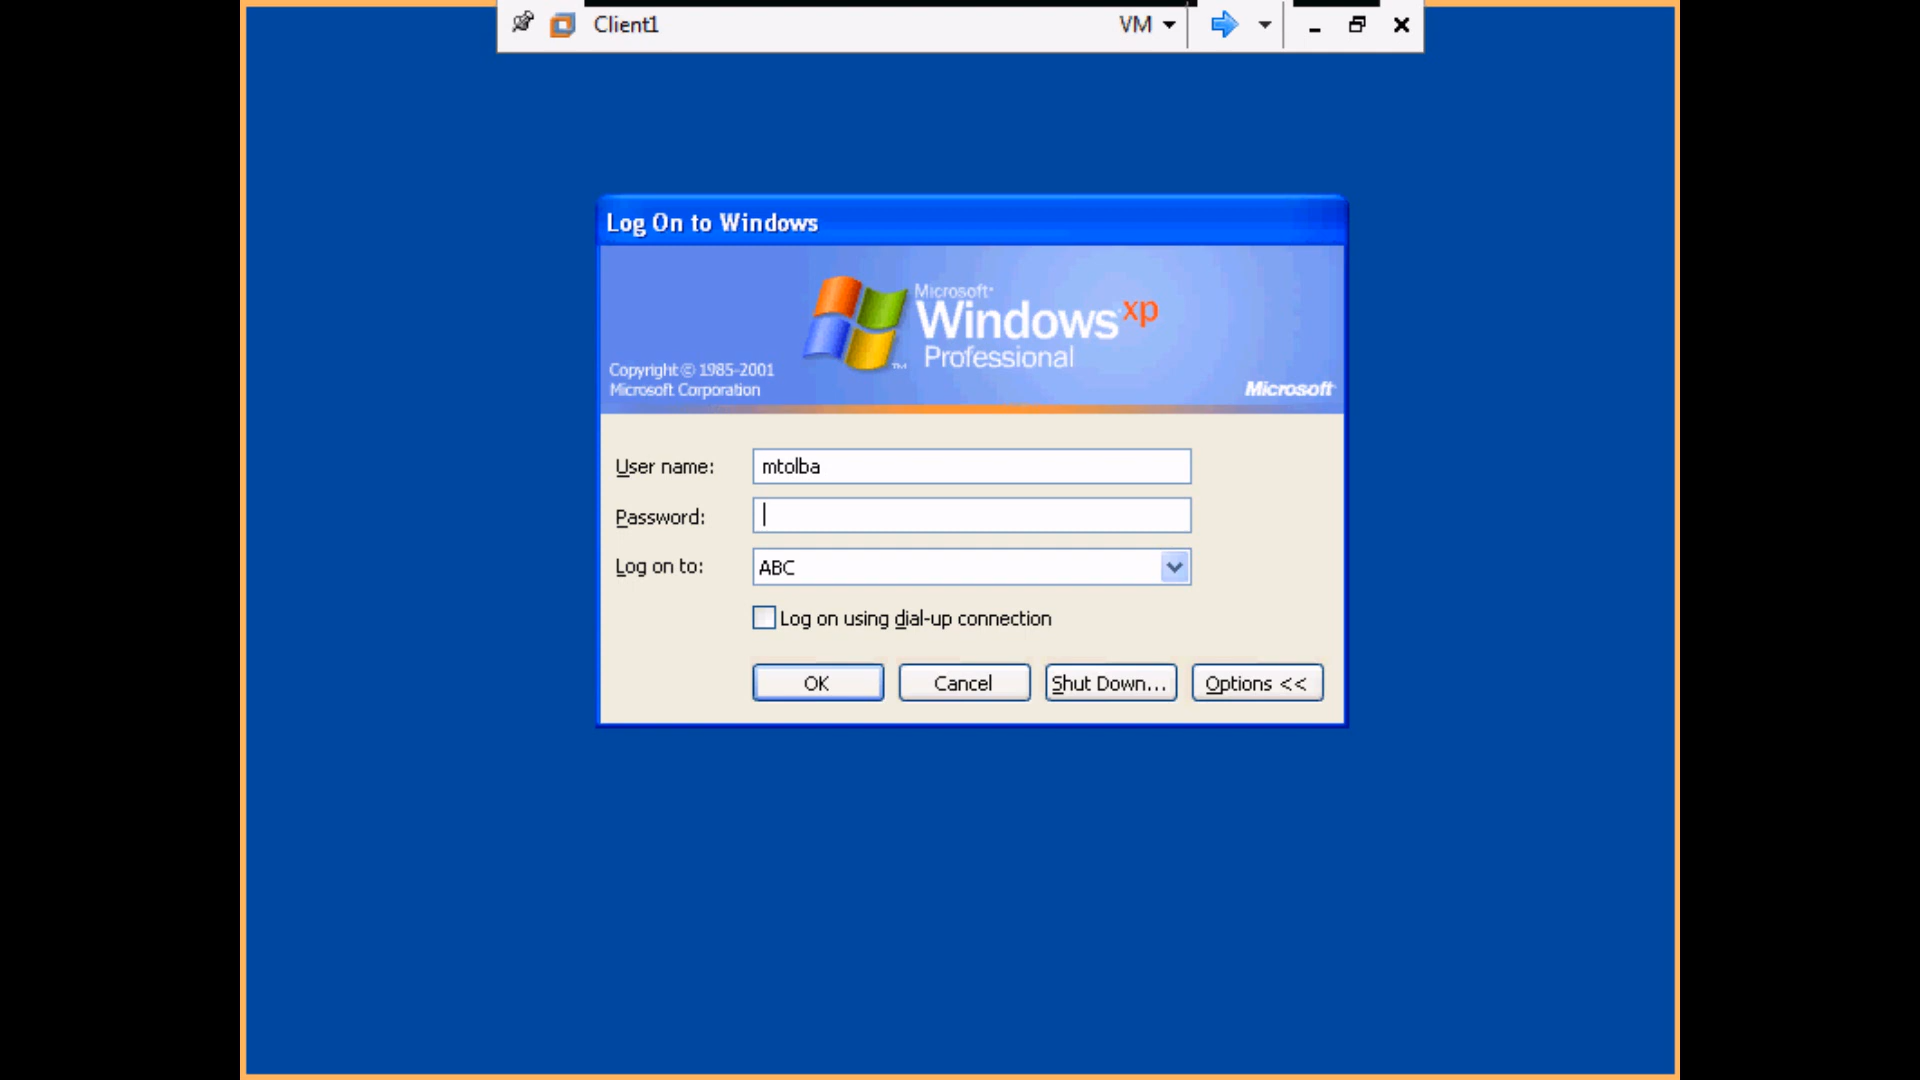 Client1
VM
Log On to Windows
Microsoft
Windows xp
Professional
Copyright © 1985-2001
Microsoft Corporation
Microsoft
User name: mtolba
Password:
Log on to: ABC
Log on using dial-up connection
OK Cancel Shut Down... Options <<